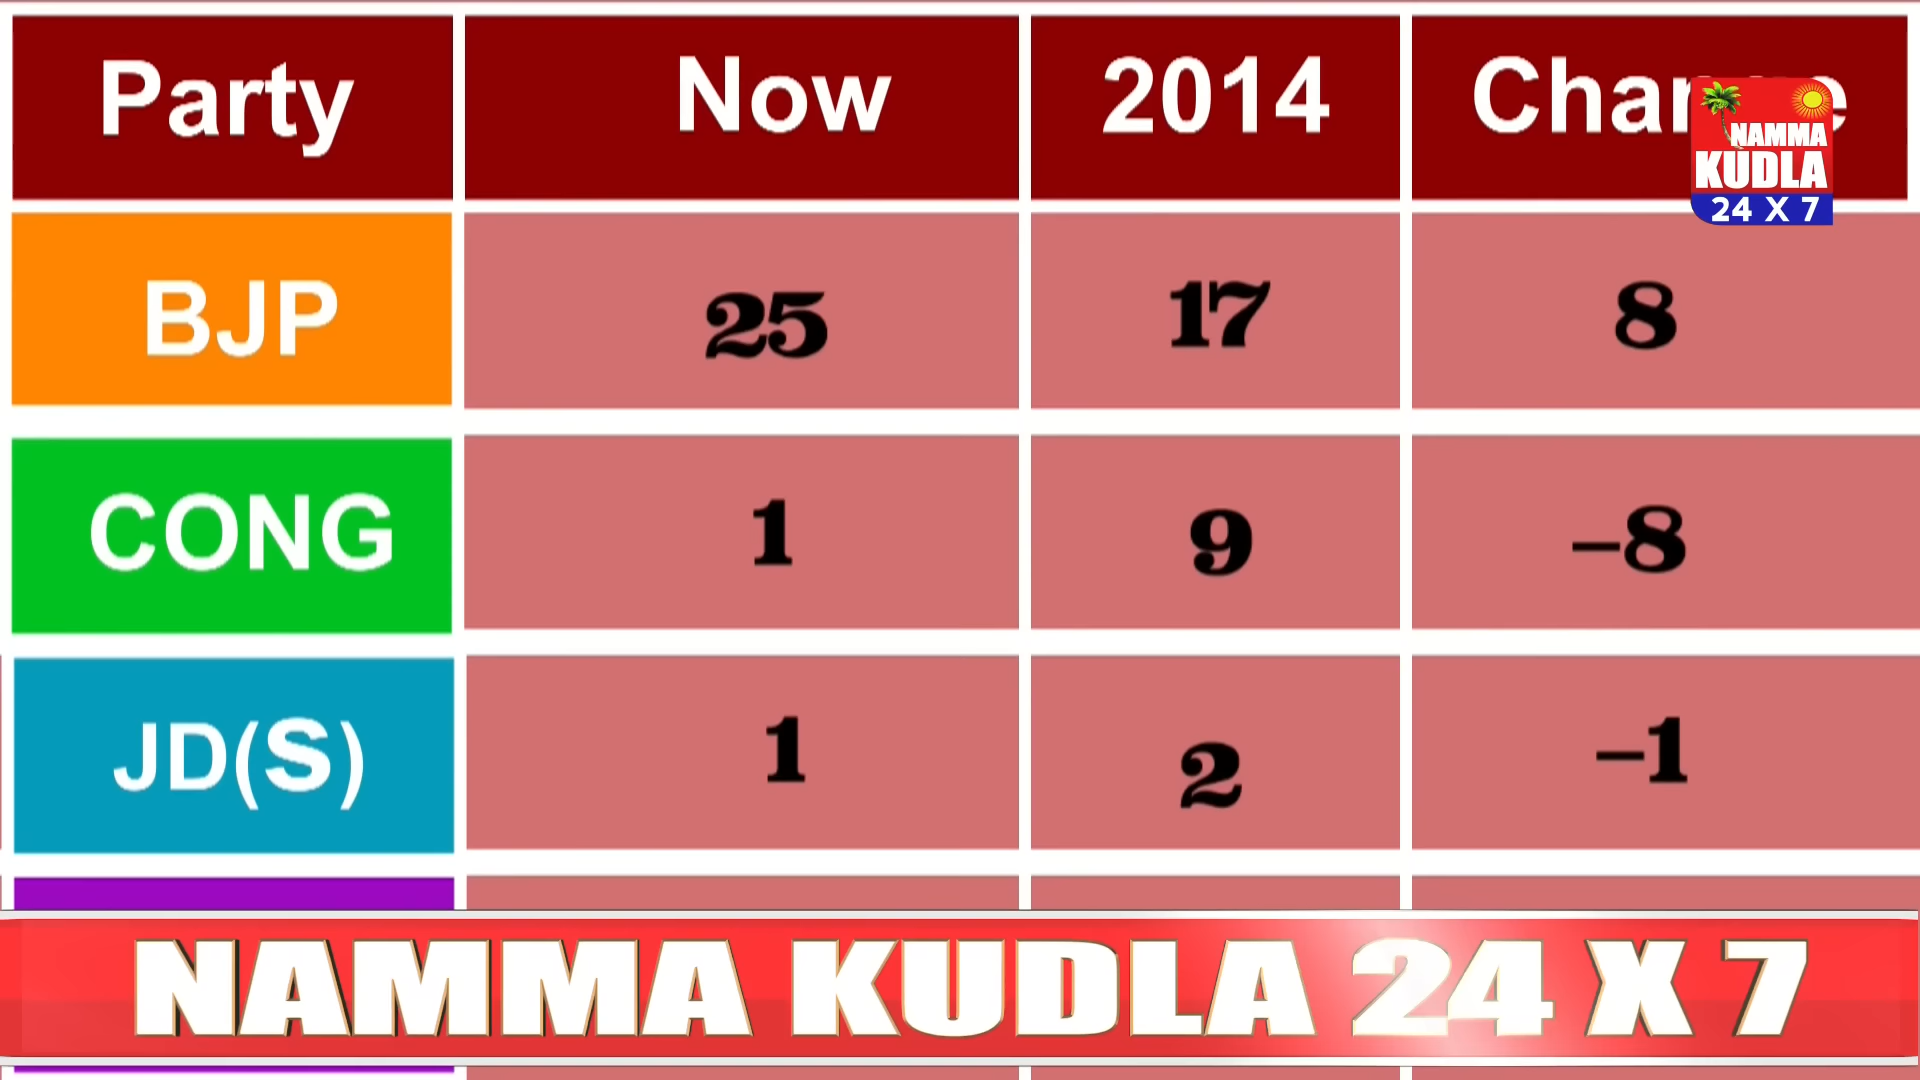 Party Now 2014
BJP 25 17 8
CONG 1 9 –8
JD(S) 1 2 –1
NAMMA
KUDLA
24 X 7
NAMMA KUDLA 24 X 7